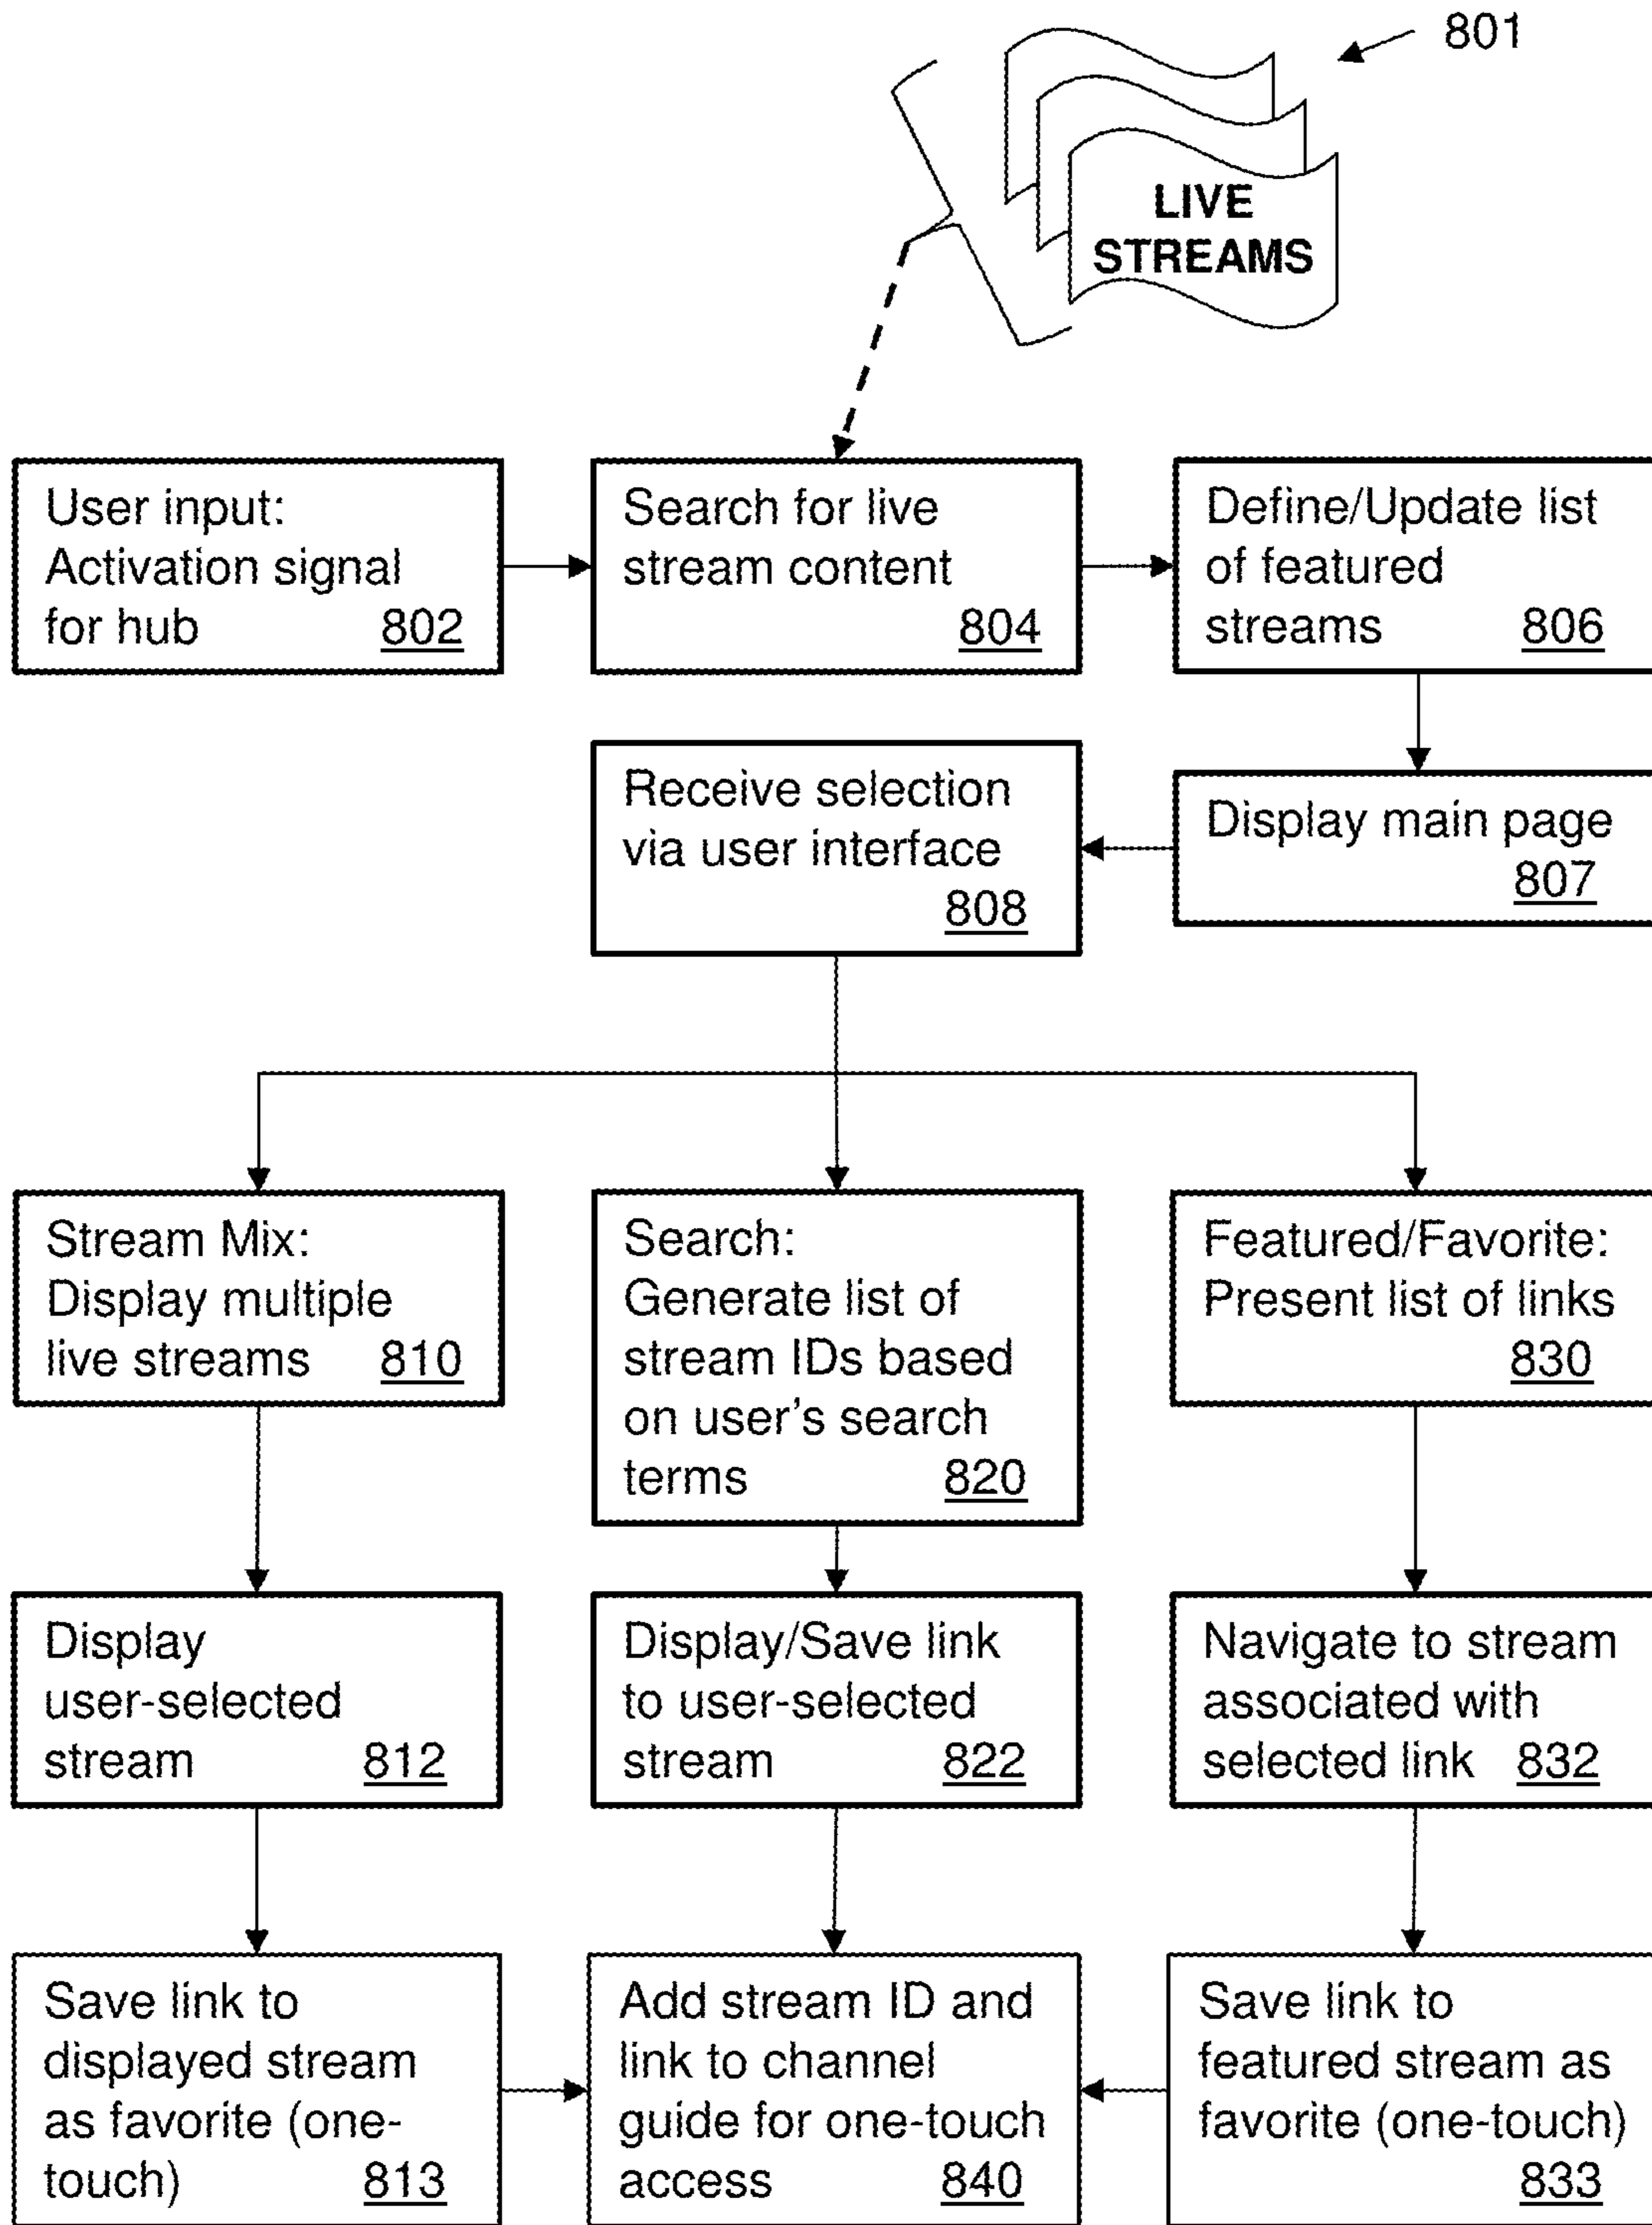 801
LIVE
STREAMS
User input:
Activation signal
for hub 802
Search for live
stream content
804
Define/Update list
of featured
streams 806
Receive selection
via user interface
808
Display main page
807
Stream Mix:
Display multiple
live streams 810
Search:
Generate list of
stream IDs based
on user's search
terms 820
Featured/Favorite:
Present list of links
830
Display
user-selected
stream 812
Display/Save link
to user-selected
stream 822
Navigate to stream
associated with
selected link 832
Save link to
displayed stream
as favorite (one-
touch) 813
Add stream ID and
link to channel
guide for one-touch
access 840
Save link to
featured stream as
favorite (one-touch)
833